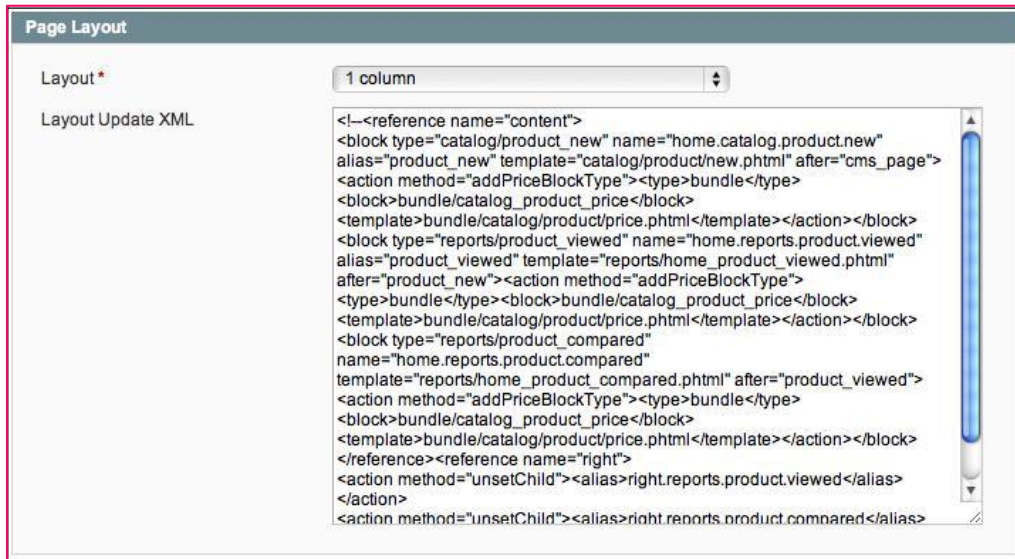 Page Layout
Layout *
1 column
Layout Update XML
<!--<reference name="content">
<block type="catalog/product_new" name="home.catalog.product.new"
alias="product_new" template="catalog/product/new.phtml" after="cms_page">
<action method="addPriceBlockType"><type>bundle</type>
<block>bundle/catalog_product_price</block>
<template>bundle/catalog/product/price.phtml</template></action></block>
<block type="reports/product_viewed" name="home.reports.product.viewed"
alias="product_viewed" template="reports/home_product_viewed.phtml"
after="product_new"><action method="addPriceBlockType">
<type>bundle</type><block>bundle/catalog_product_price</block>
<template>bundle/catalog/product/price.phtml</template></action></block>
<block type="reports/product_compared"
name="home.reports.product.compared"
template="reports/home_product_compared.phtml" after="product_viewed">
<action method="addPriceBlockType"><type>bundle</type>
<block>bundle/catalog_product_price</block>
<template>bundle/catalog/product/price.phtml</template></action></block>
</reference><reference name="right">
<action method="unsetChild"><alias>right.reports.product.viewed</alias>
</action>
<action method="unsetChild"><alias>right.reports.product.compared</alias>